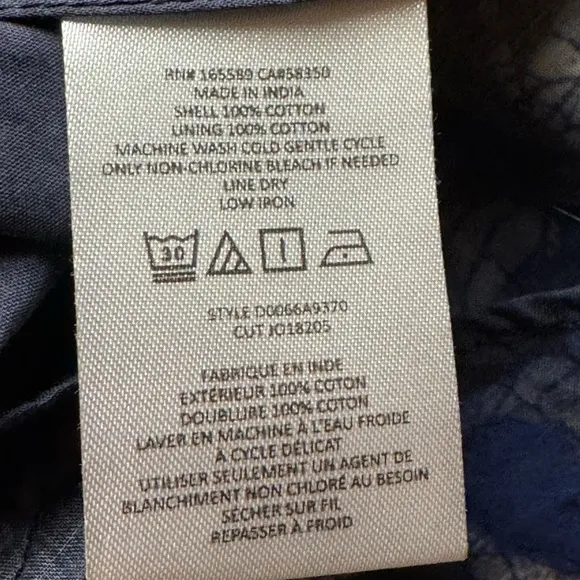 RN# 165589 CA#58350
MADE IN INDIA
SHELL 100% COTTON
LINING 100% COTTON
MACHINE WASH COLD GENTLE CYCLE
ONLY NON-CHLORINE BLEACH IF NEEDED
LINE DRY
LOW IRON
30
STYLE D0066A9370
CUT JO18205
FABRIQUE EN INDE
EXTÉRIEUR 100% COTON
DOUBLURE 100% COTON
LAVER EN MACHINE À L'EAU FROIDE
À CYCLE DÉLICAT
UTILISER SEULEMENT UN AGENT DE
BLANCHIMENT NON CHLORÉ AU BESOIN
SÉCHER SUR FIL
REPASSER À FROID